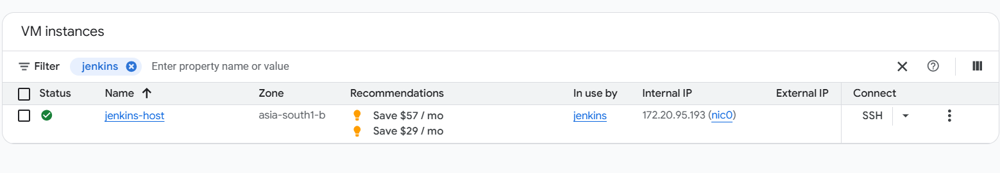 VM instances
Filter jenkins Enter property name or value
Status Name Zone Recommendations In use by Internal IP External IP Connect
jenkins-host asia-south1-b Save $57 / mo jenkins 172.20.95.193 (nic0) SSH
Save $29 / mo